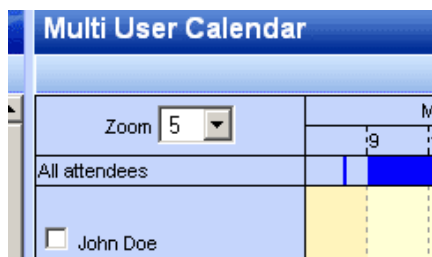 Multi User Calendar
Zoom 5
M
9
All attendees
John Doe